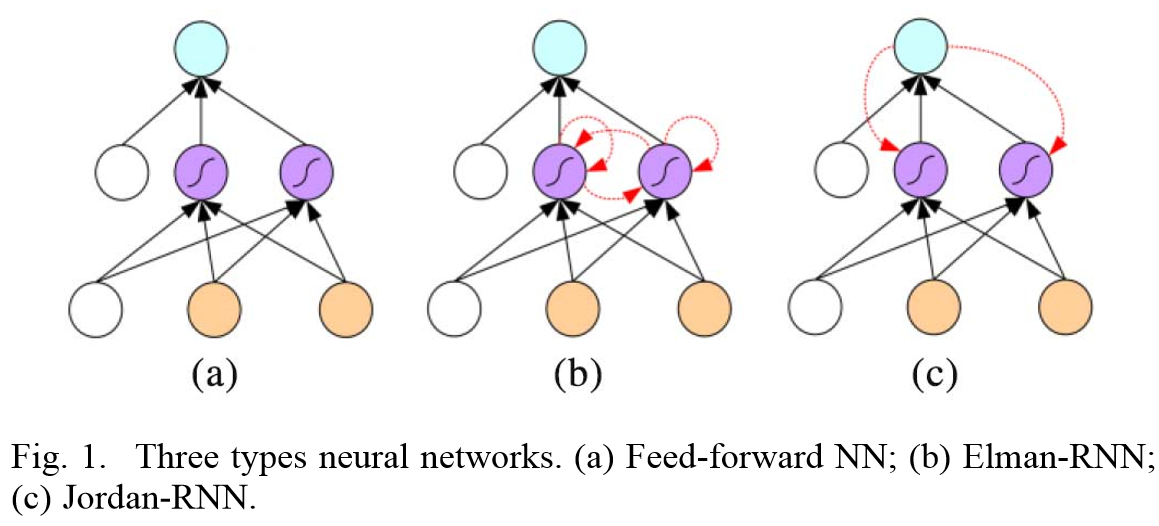 (a) (b) (c)
Fig. 1. Three types neural networks. (a) Feed-forward NN; (b) Elman-RNN;
(c) Jordan-RNN.